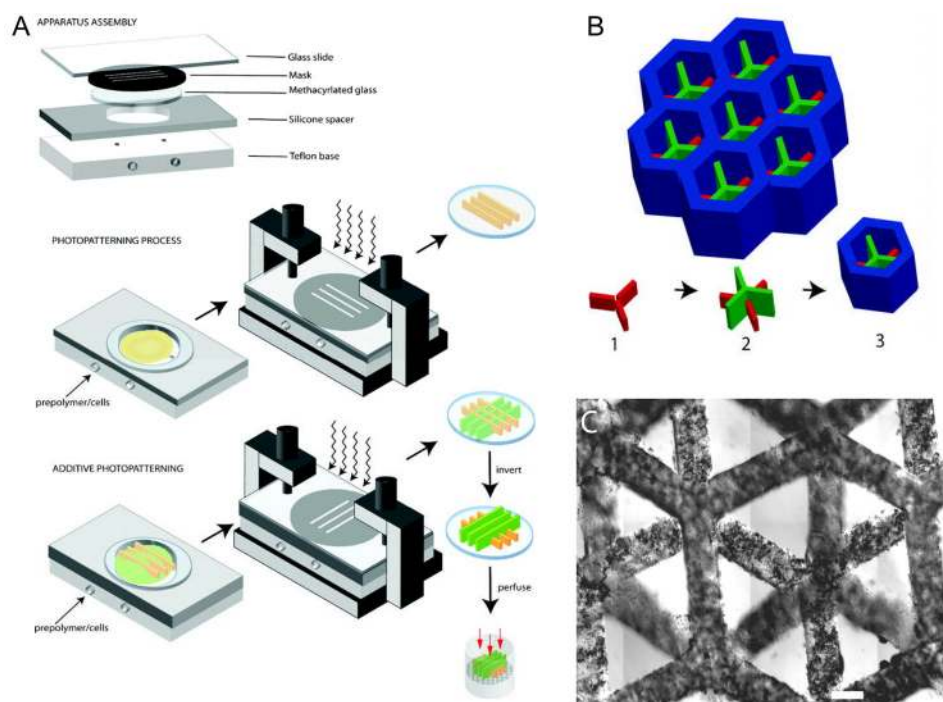 A
APPARATUS ASSEMBLY
Glass slide
Mask
Methacrylated glass
Silicone spacer
Teflon base
PHOTOPATTERNING PROCESS
prepolymer/cells
ADDITIVE PHOTOPATTERNING
invert
perfuse
prepolymer/cells
B
1
2
3
C